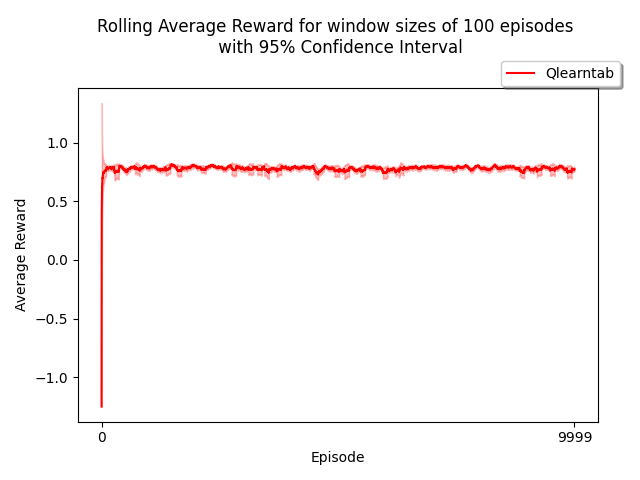 Rolling Average Reward for window sizes of 100 episodes
with 95% Confidence Interval
Qlearntab
1.0
0.5
0.0
−0.5
−1.0
Average Reward
0
9999
Episode